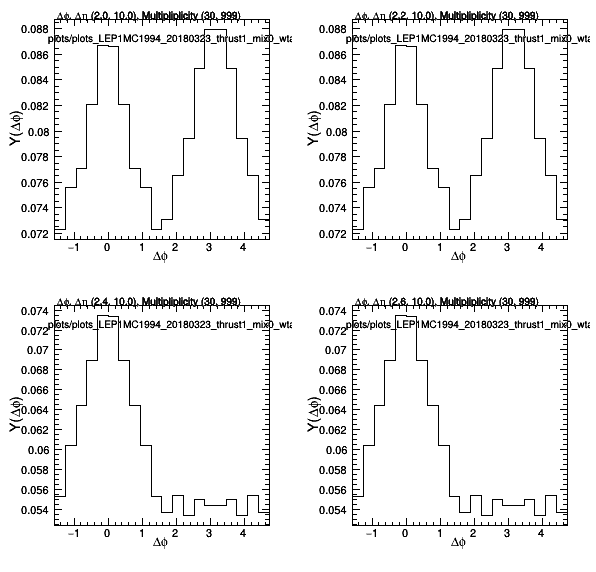 Δφ, Δη (2.0, 10.0), Multipliplicity (30, 999)
plots/plots_LEP1MC1994_20180323_thrust1_mix0_wta
Y(Δφ)
0.088
0.086
0.084
0.082
0.08
0.078
0.076
0.074
0.072
−1 0 1 2 3 4
Δφ
Δφ, Δη (2.2, 10.0), Multipliplicity (30, 999)
plots/plots_LEP1MC1994_20180323_thrust1_mix0_wta
Y(Δφ)
0.088
0.086
0.084
0.082
0.08
0.078
0.076
0.074
0.072
−1 0 1 2 3 4
Δφ
Δφ, Δη (2.4, 10.0), Multipliplicity (30, 999)
plots/plots_LEP1MC1994_20180323_thrust1_mix0_wta
Y(Δφ)
0.074
0.072
0.07
0.068
0.066
0.064
0.062
0.06
0.058
0.056
0.054
−1 0 1 2 3 4
Δφ
Δφ, Δη (2.6, 10.0), Multipliplicity (30, 999)
plots/plots_LEP1MC1994_20180323_thrust1_mix0_wta
Y(Δφ)
0.074
0.072
0.07
0.068
0.066
0.064
0.062
0.06
0.058
0.056
0.054
−1 0 1 2 3 4
Δφ